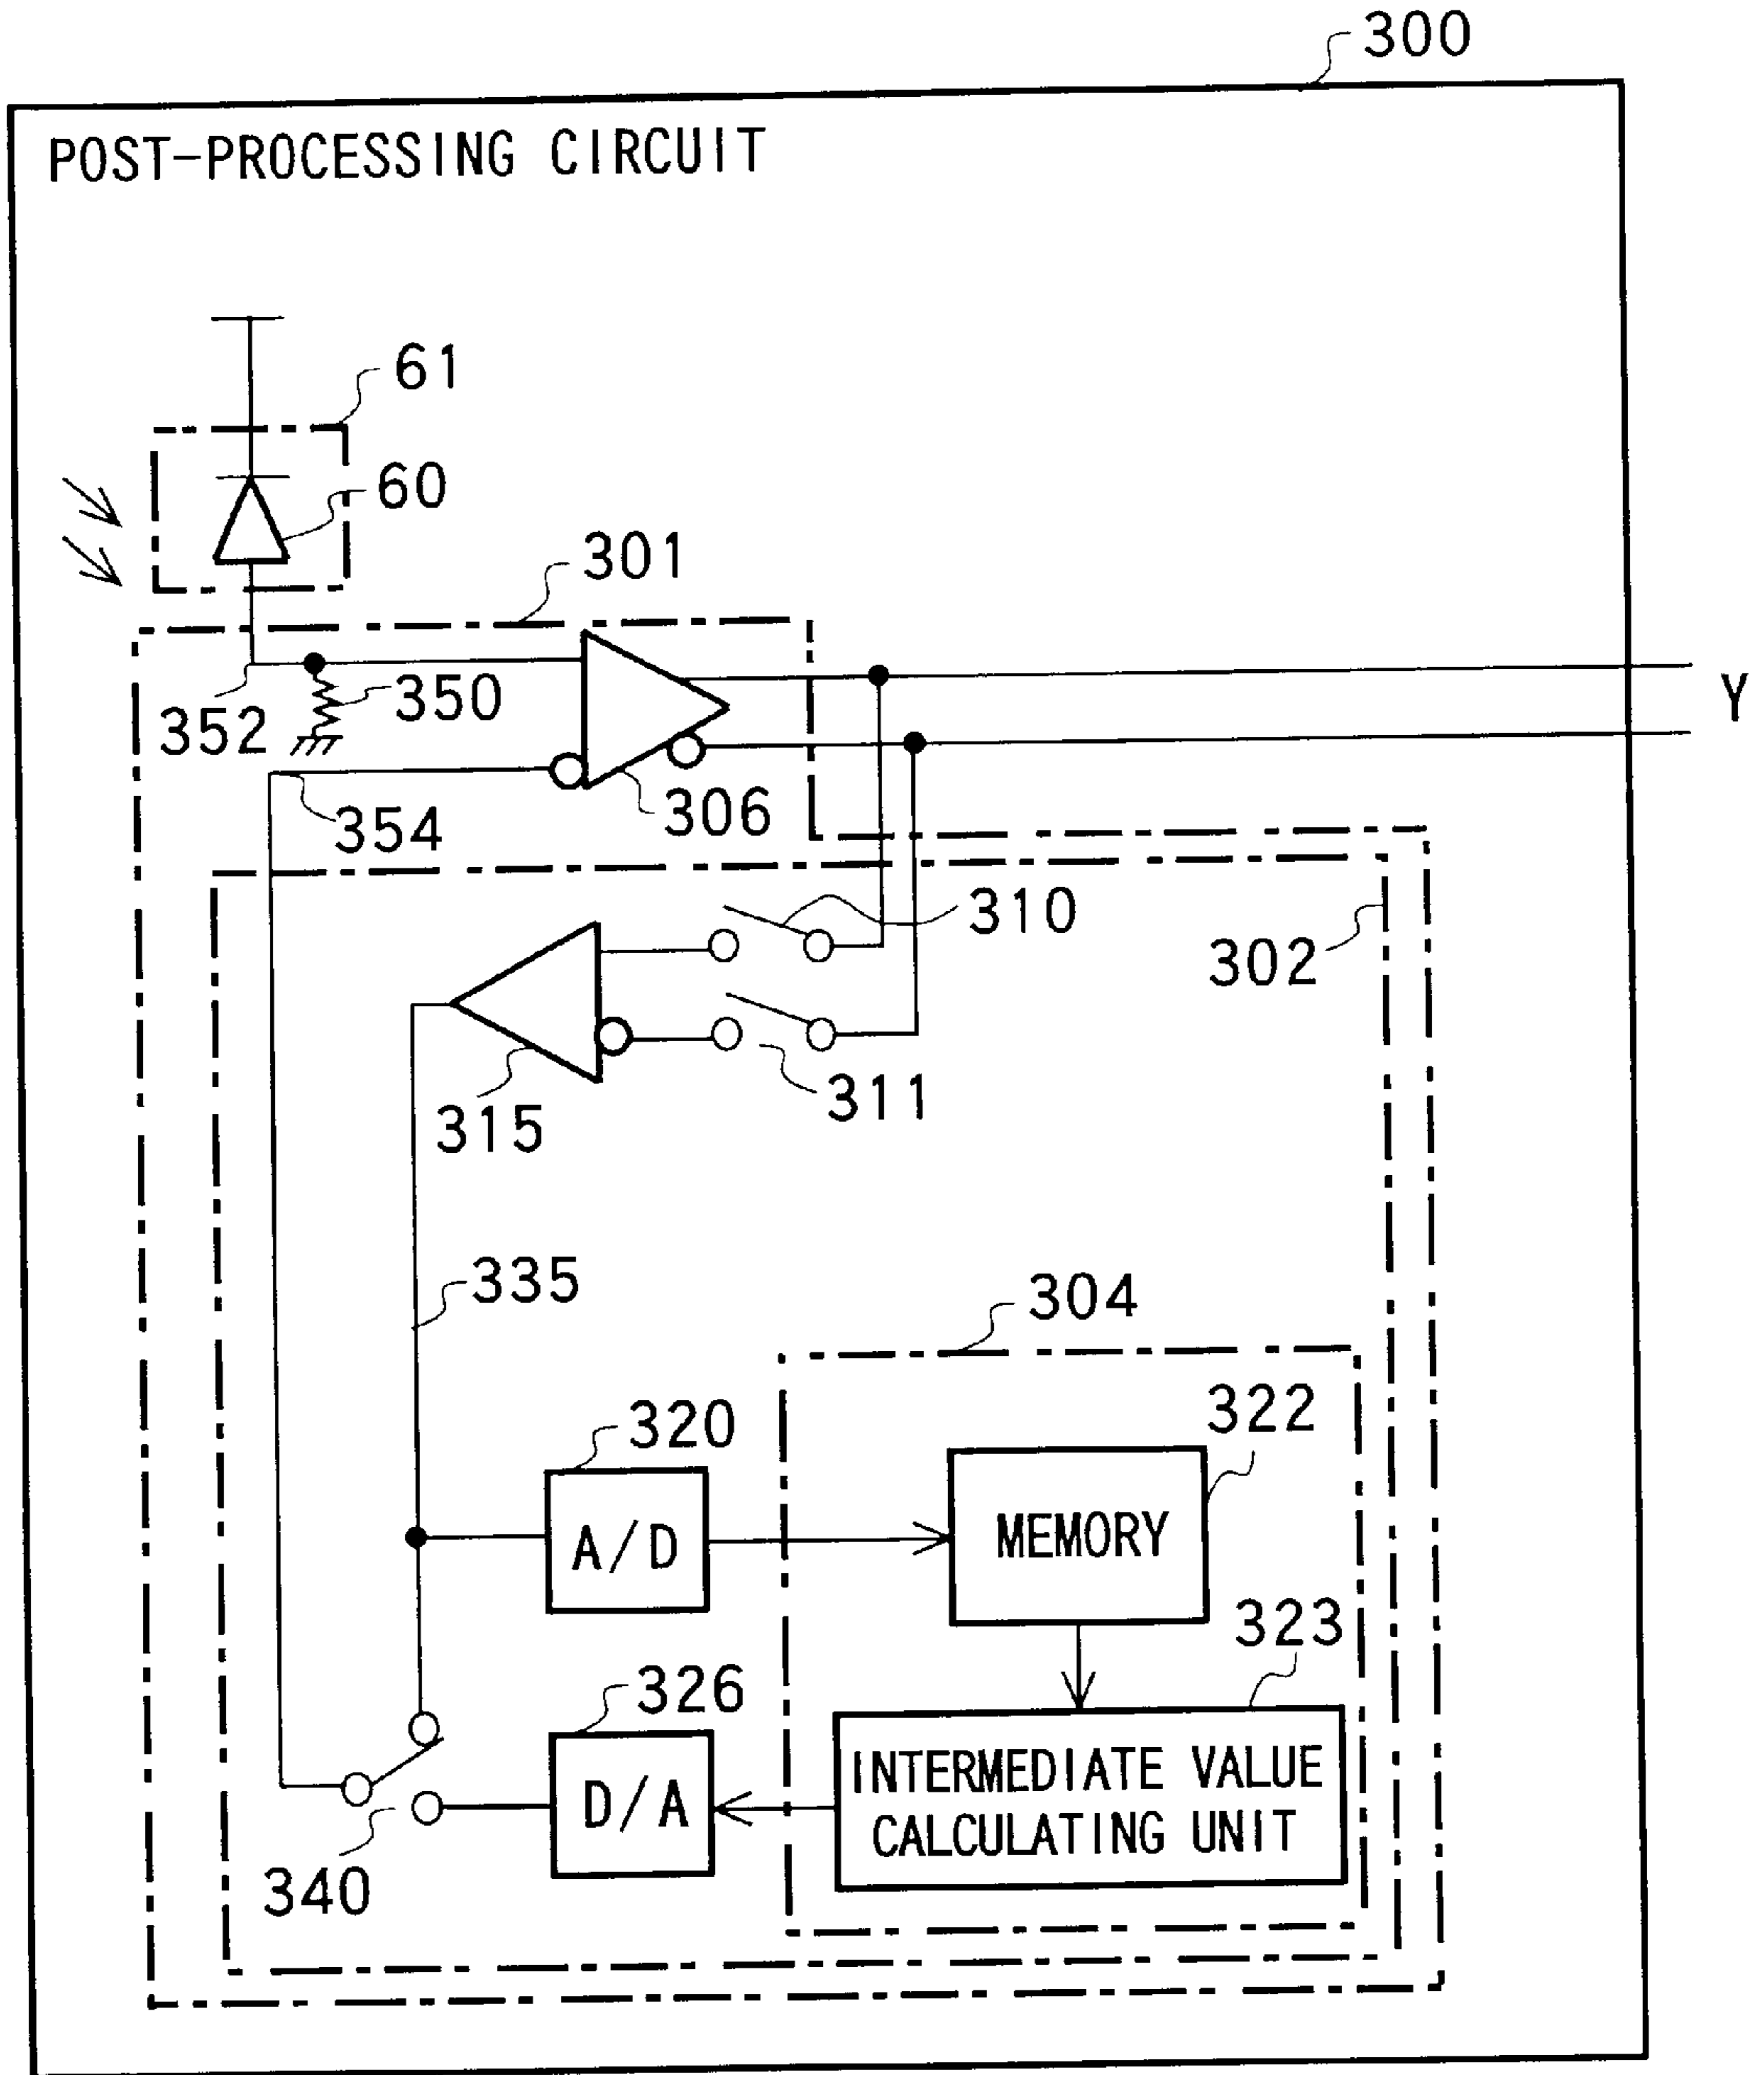 300
POST-PROCESSING CIRCUIT
61
60
301
352
350
Y
354
306
310
302
315
311
335
304
320
322
A/D
MEMORY
323
326
D/A
INTERMEDIATE VALUE
CALCULATING UNIT
340